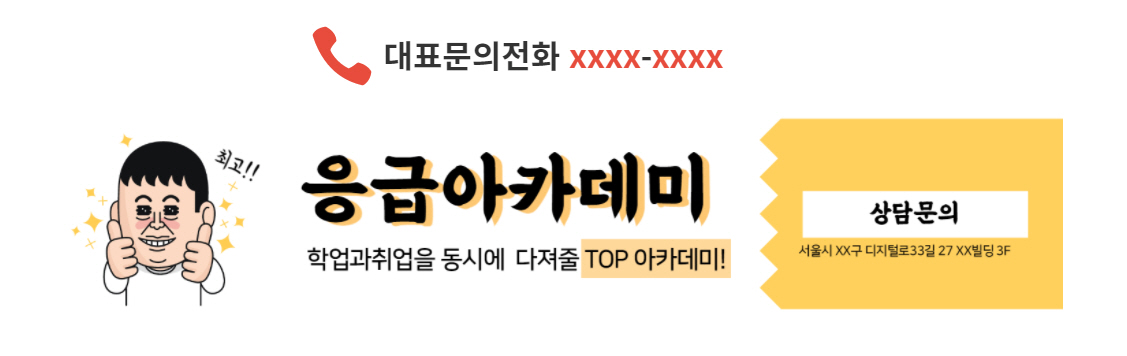 대표문의전화 xxxx-xxxx
최고!!
응급아카데미
학업과취업을 동시에 다져줄 TOP 아카데미!
상담문의
서울시 XX구 디지털로33길 27 XX빌딩 3F